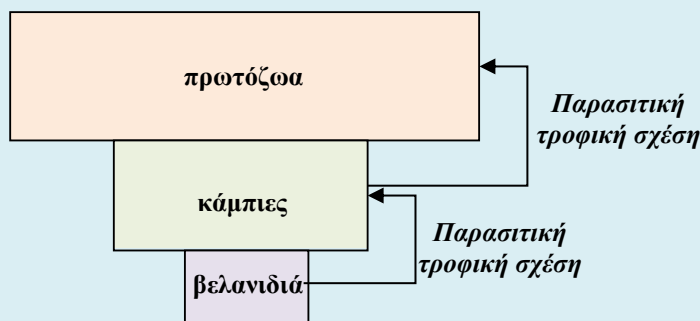 πρωτόζωα
Παρασιτική
τροφική σχέση
κάμπιες
Παρασιτική
τροφική σχέση
βελανιδιά